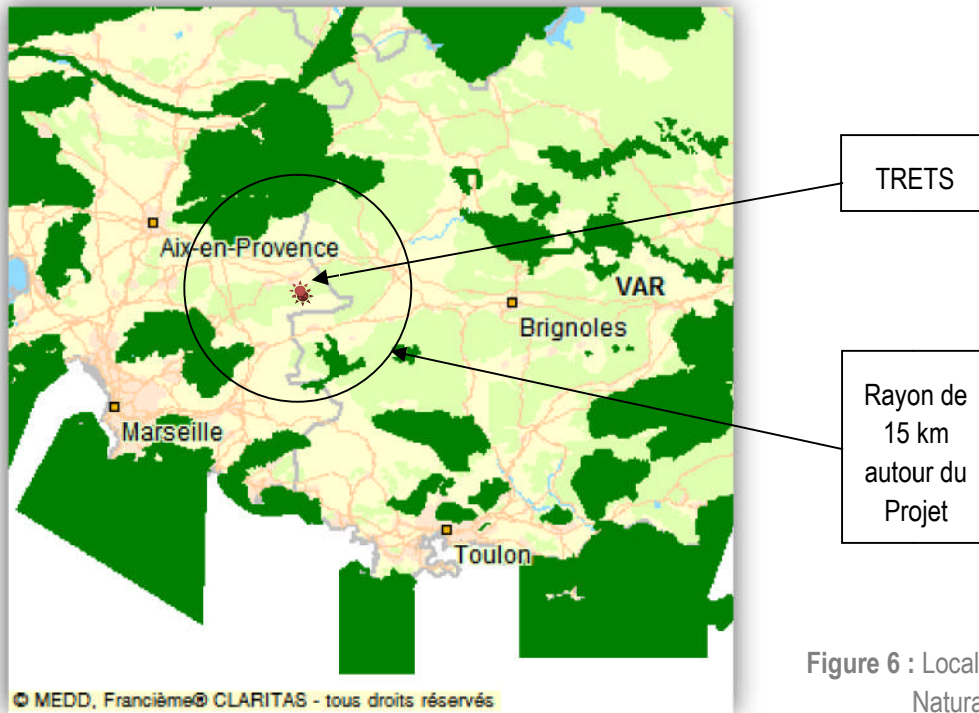 TRETS
Aix-en-Provence
VAR
Brignoles
Rayon de
15 km
autour du
Projet
Marseille
Toulon
Figure 6 : Local
Natura
© MEDD, Francième® CLARITAS - tous droits réservés